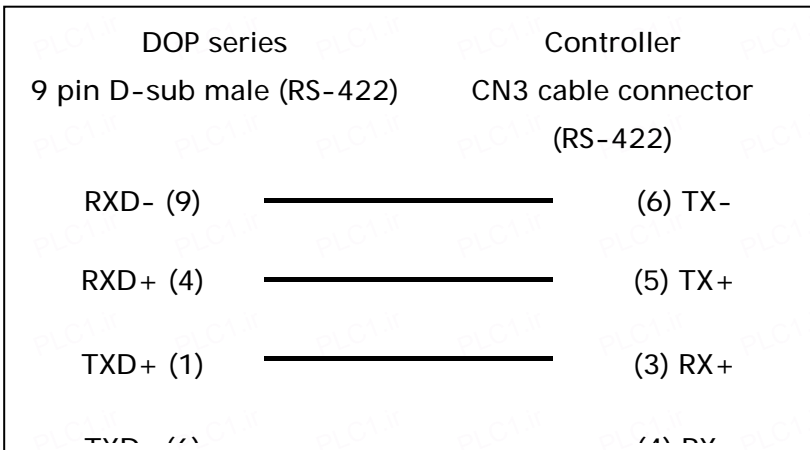 DOP series Controller
9 pin D-sub male (RS-422) CN3 cable connector
(RS-422)
RXD- (9) (6) TX-
RXD+ (4) (5) TX+
TXD+ (1) (3) RX+